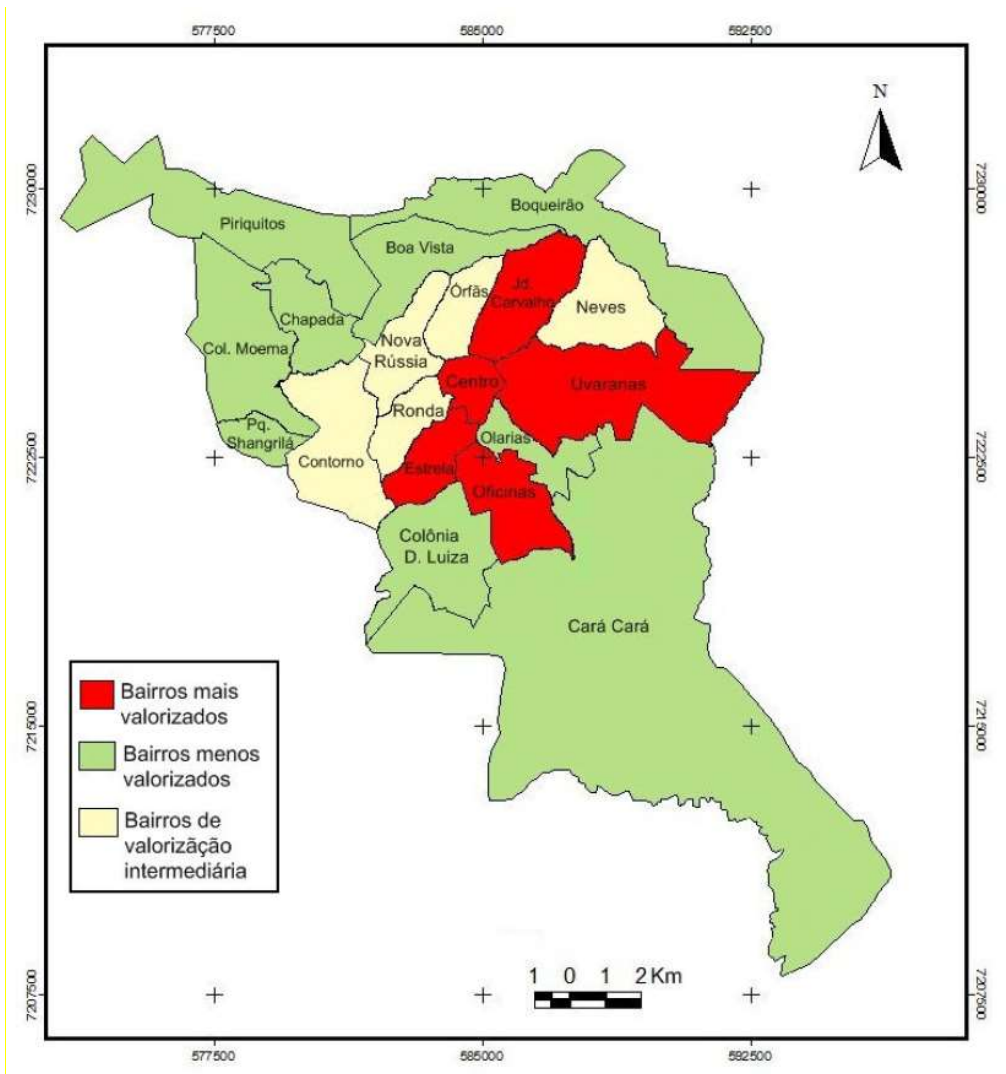 577500
585000
592500
N
7230000
7230000
Boqueirão
Piriquitos
Boa Vista
Jd.
Carvalho
Órfãs
Neves
Chapada
Nova
Rússia
Col. Moema
Centro
Uvaranas
Ronda
Pq.
Shangrilá
Olarias
7222500
7222500
Contorno
Estrela
Oficinas
Colônia
D. Luiza
Cará Cará
Bairros mais
valorizados
Bairros menos
valorizados
Bairros de
valorizãção
intermediária
7215000
7215000
1 0 1 2 Km
7207500
7207500
577500
585000
592500